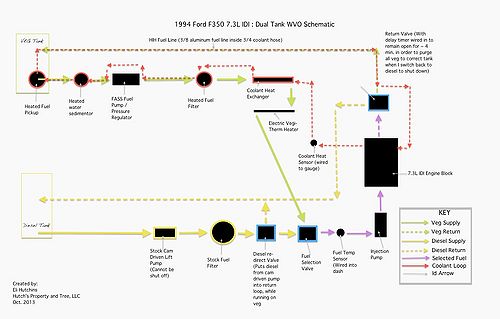 1994 Ford F350 7.3L IDI : Dual Tank WVO Schematic
VEG Tank
HIH Fuel Line (3/8 aluminum fuel line inside 3/4 coolant hose)
Return Valve (With
delay timer wired in to
remain open for ~ 4
min. in order to purge
all veg to correct tank
when I switch back to
diesel to shut down)
Heated Fuel
Pickup
Heated
water
sedimentor
FASS Fuel
Pump /
Pressure
Regulator
Heated Fuel
Filter
Coolant Heat
Exchanger
Electric Vegi-
Therm Heater
Coolant Heat
Sensor (wired
to gauge)
7.3L IDI Engine Block
Diesel Tank
Stock Cam
Driven Lift
Pump
(Cannot be
shut off)
Stock Fuel
Filter
Diesel re-
direct Valve
(Puts diesel
from cam
driven pump
into return
loop, while
running on
veg
Fuel
Selection
Valve
Fuel Temp
Sensor
(Wired into
dash
Injection
Pump
KEY
Veg Supply
Veg Return
Diesel Supply
Diesel Return
Selected Fuel
Coolant Loop
Id Arrow
Created by:
Eli Hutchins
Hutch's Property and Tree, LLC
Oct. 2013